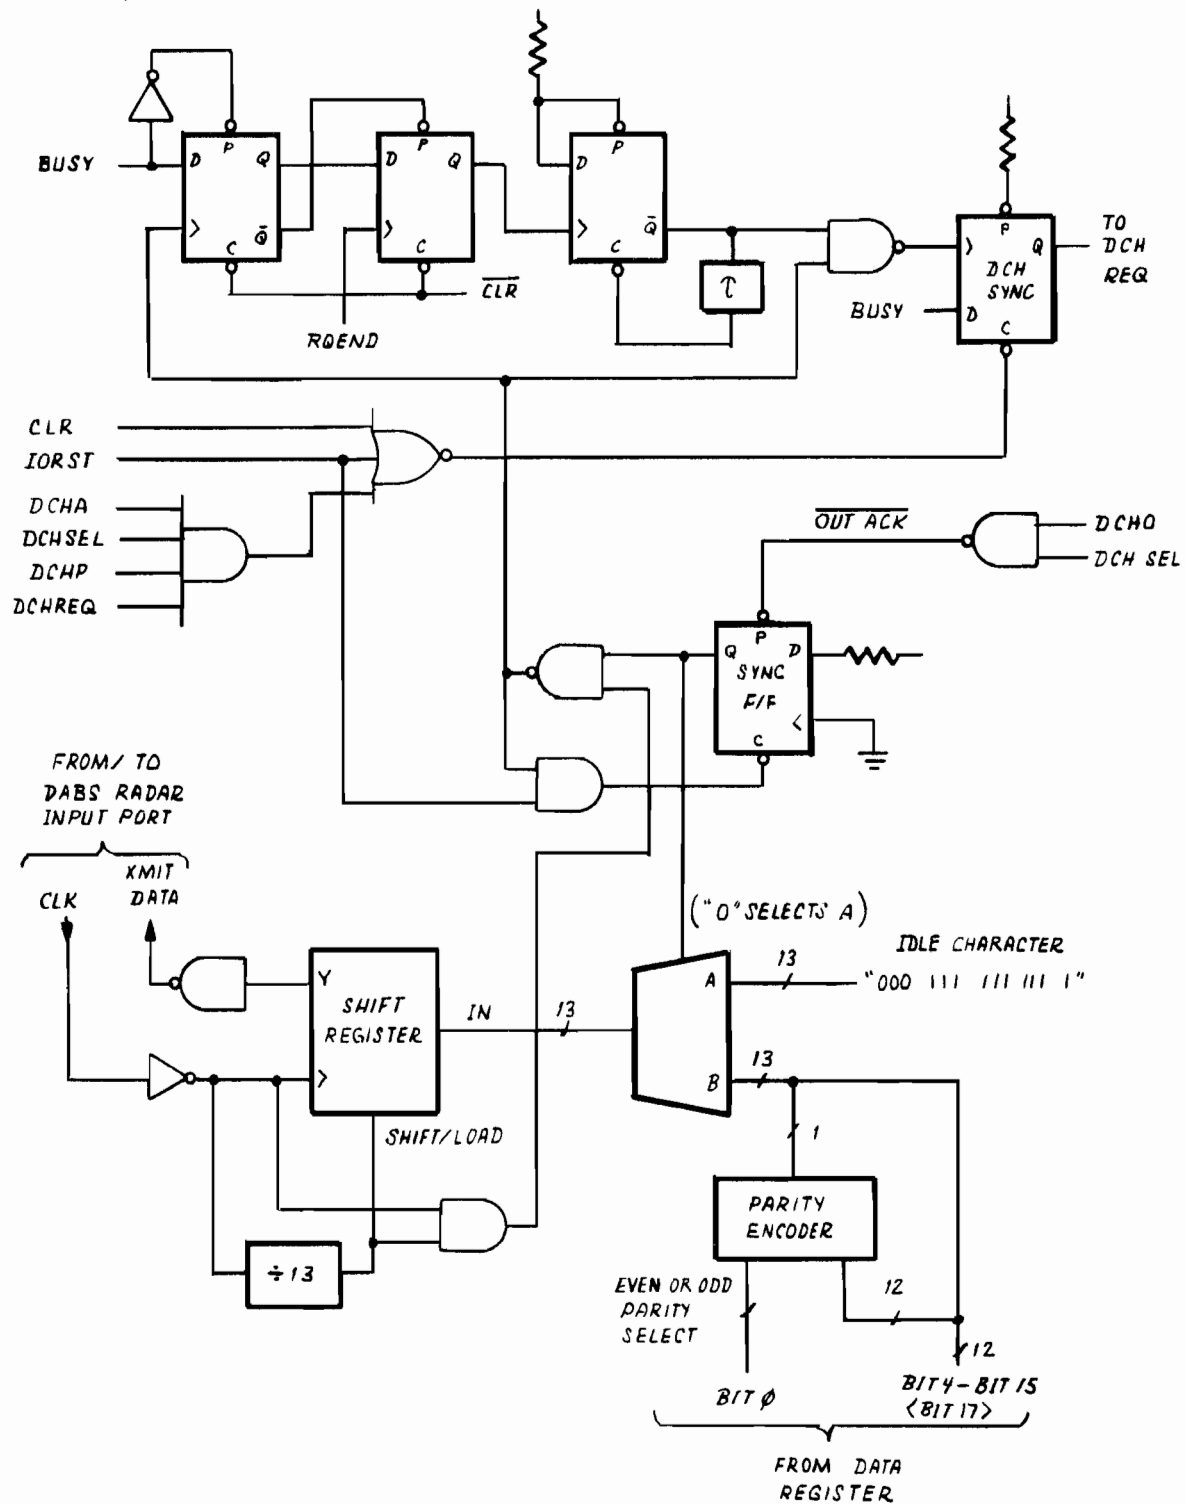 BUSY
D
P
Q
C
Q̄
D
P
Q
C
CLR
RQEND
D
P
Q̄
C
τ
BUSY
P
Q
DCH
SYNC
D
C
TO
DCH
REQ
CLR
IORST
DCHA
DCHSEL
DCHP
DCHREQ
OUT ACK
DCHO
DCH SEL
P
Q
D
SYNC
F/F
C
FROM/ TO
DABS RADAR
INPUT PORT
CLK
XMIT
DATA
Y
SHIFT
REGISTER
IN
13
SHIFT/LOAD
÷13
("0" SELECTS A)
A
13
IDLE CHARACTER
"000 111 111 111 1"
B
13
1
PARITY
ENCODER
EVEN OR ODD
PARITY
SELECT
12
12
BIT Ø
BIT 4 – BIT 15
<BIT 17>
FROM DATA
REGISTER